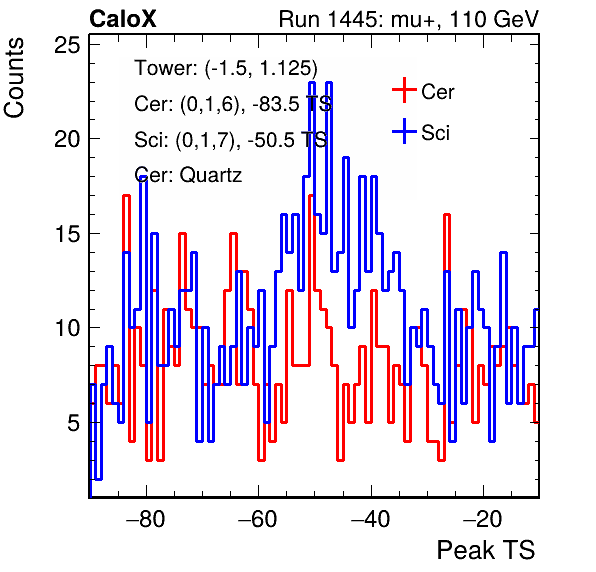 CaloX Run 1445: mu+, 110 GeV
Counts
25
20
15
10
5
Tower: (-1.5, 1.125)
Cer: (0,1,6), -83.5 TS
Sci: (0,1,7), -50.5 TS
Cer: Quartz
Cer
Sci
−80 −60 −40 −20
Peak TS